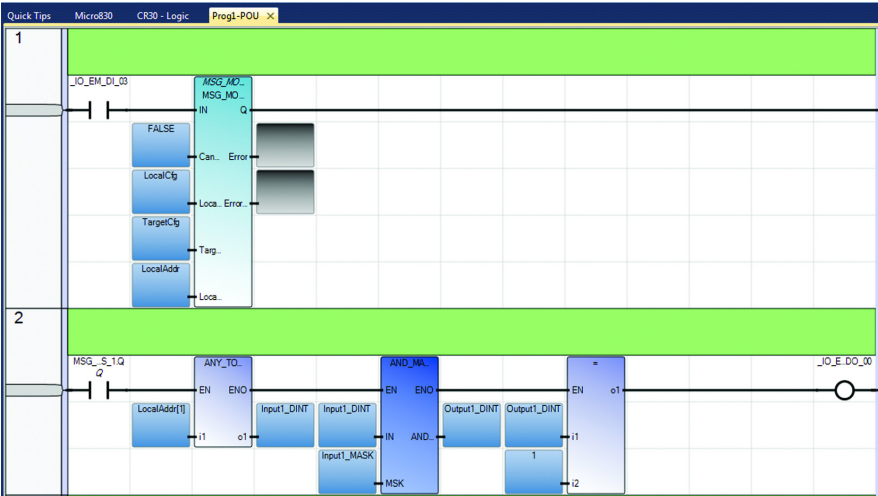 Quick Tips Micro830 CR30 - Logic Prog1-POU ×
1
_IO_EM_DI_03
MSG_MO...
MSG_MO...
IN Q
FALSE
Can... Error
LocalCfg
Loca... Error...
TargetCfg
Targ...
LocalAddr
Loca...
2
MSG_...S_1.Q
Q
_IO_E..DO_00
ANY_TO...
AND_MA...
=
EN ENO
EN ENO
EN o1
LocalAddr[1]
Input1_DINT
Input1_DINT
Output1_DINT
Output1_DINT
i1 o1
IN AND...
i1
Input1_MASK
1
MSK
i2